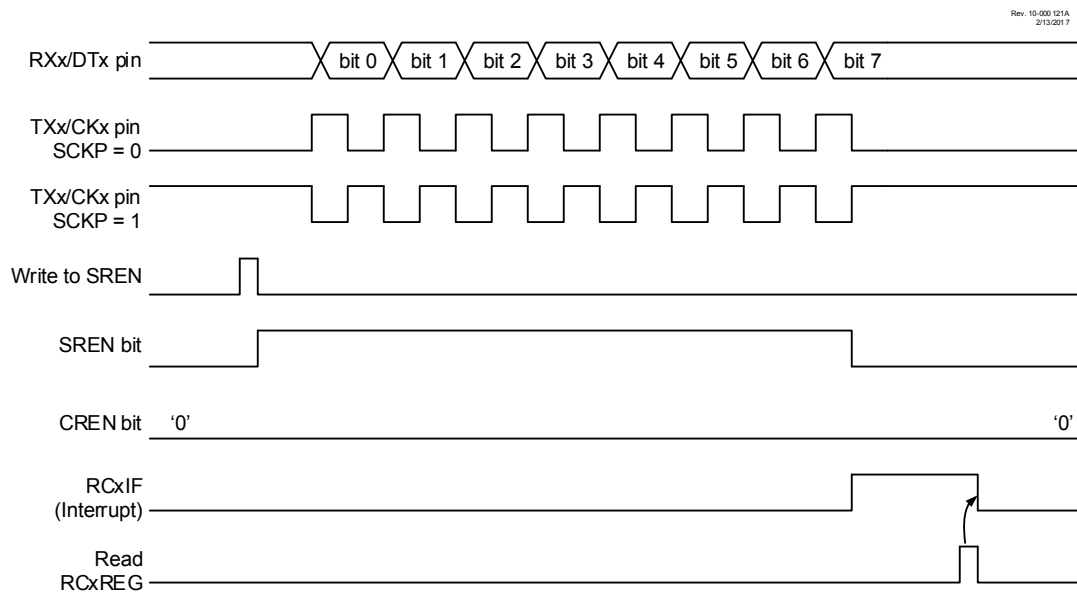 Rev. 10-000 121A
2/13/2017
RXx/DTx pin
bit 0 bit 1 bit 2 bit 3 bit 4 bit 5 bit 6 bit 7
TXx/CKx pin
SCKP = 0
TXx/CKx pin
SCKP = 1
Write to SREN
SREN bit
CREN bit ‘0’ ‘0’
RCxIF
(Interrupt)
Read
RCxREG